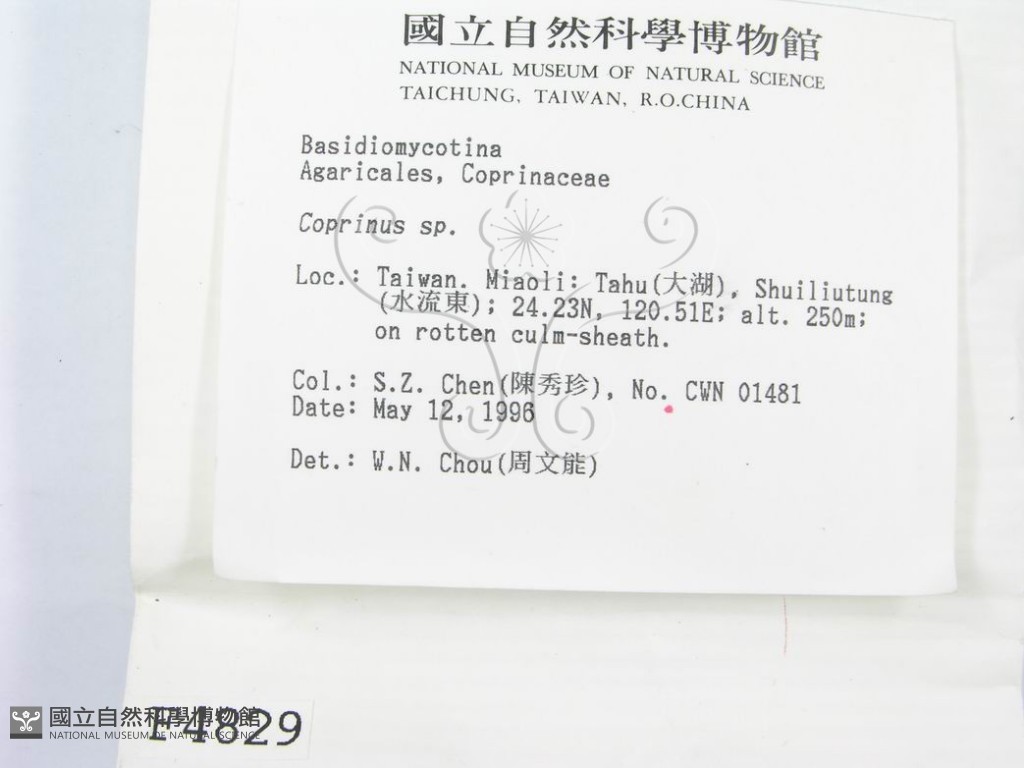 國立自然科學博物館
NATIONAL MUSEUM OF NATURAL SCIENCE
TAICHUNG, TAIWAN, R.O.CHINA
Basidiomycotina
Agaricales, Coprinaceae
Coprinus sp.
Loc.: Taiwan. Miaoli: Tahu(大湖), Shuiliutung
(水流東); 24.23N, 120.51E; alt. 250m;
on rotten culm-sheath.
Col.: S.Z. Chen(陳秀珍), No. CWN 01481
Date: May 12, 1996
Det.: W.N. Chou(周文能)
F4829
國立自然科學博物館
NATIONAL MUSEUM OF NATURAL SCIENCE